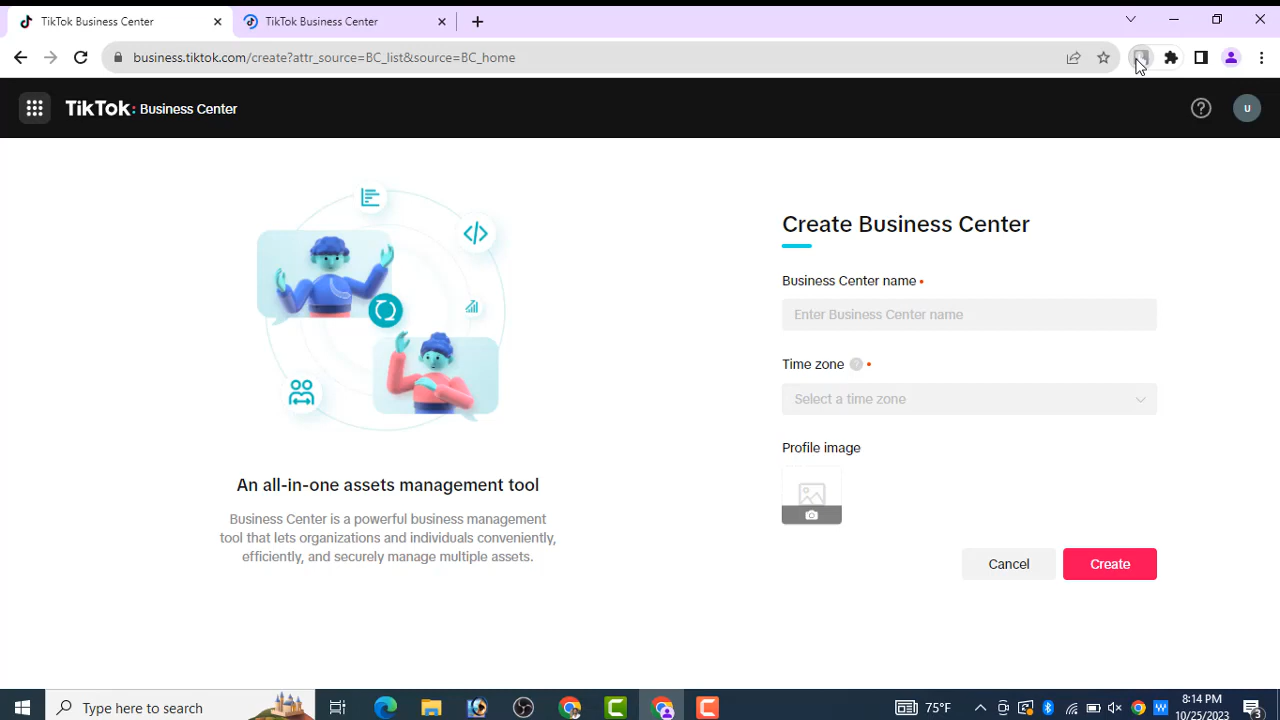 TikTok Business Center
TikTok Business Center
business.tiktok.com/create?attr_source=BC_list&source=BC_home
TikTok: Business Center
U
Create Business Center
Business Center name
Enter Business Center name
Time zone
Select a time zone
Profile image
Cancel
Create
An all-in-one assets management tool
Business Center is a powerful business management
tool that lets organizations and individuals conveniently,
efficiently, and securely manage multiple assets.
Type here to search
75°F
8:14 PM
10/25/2023
3